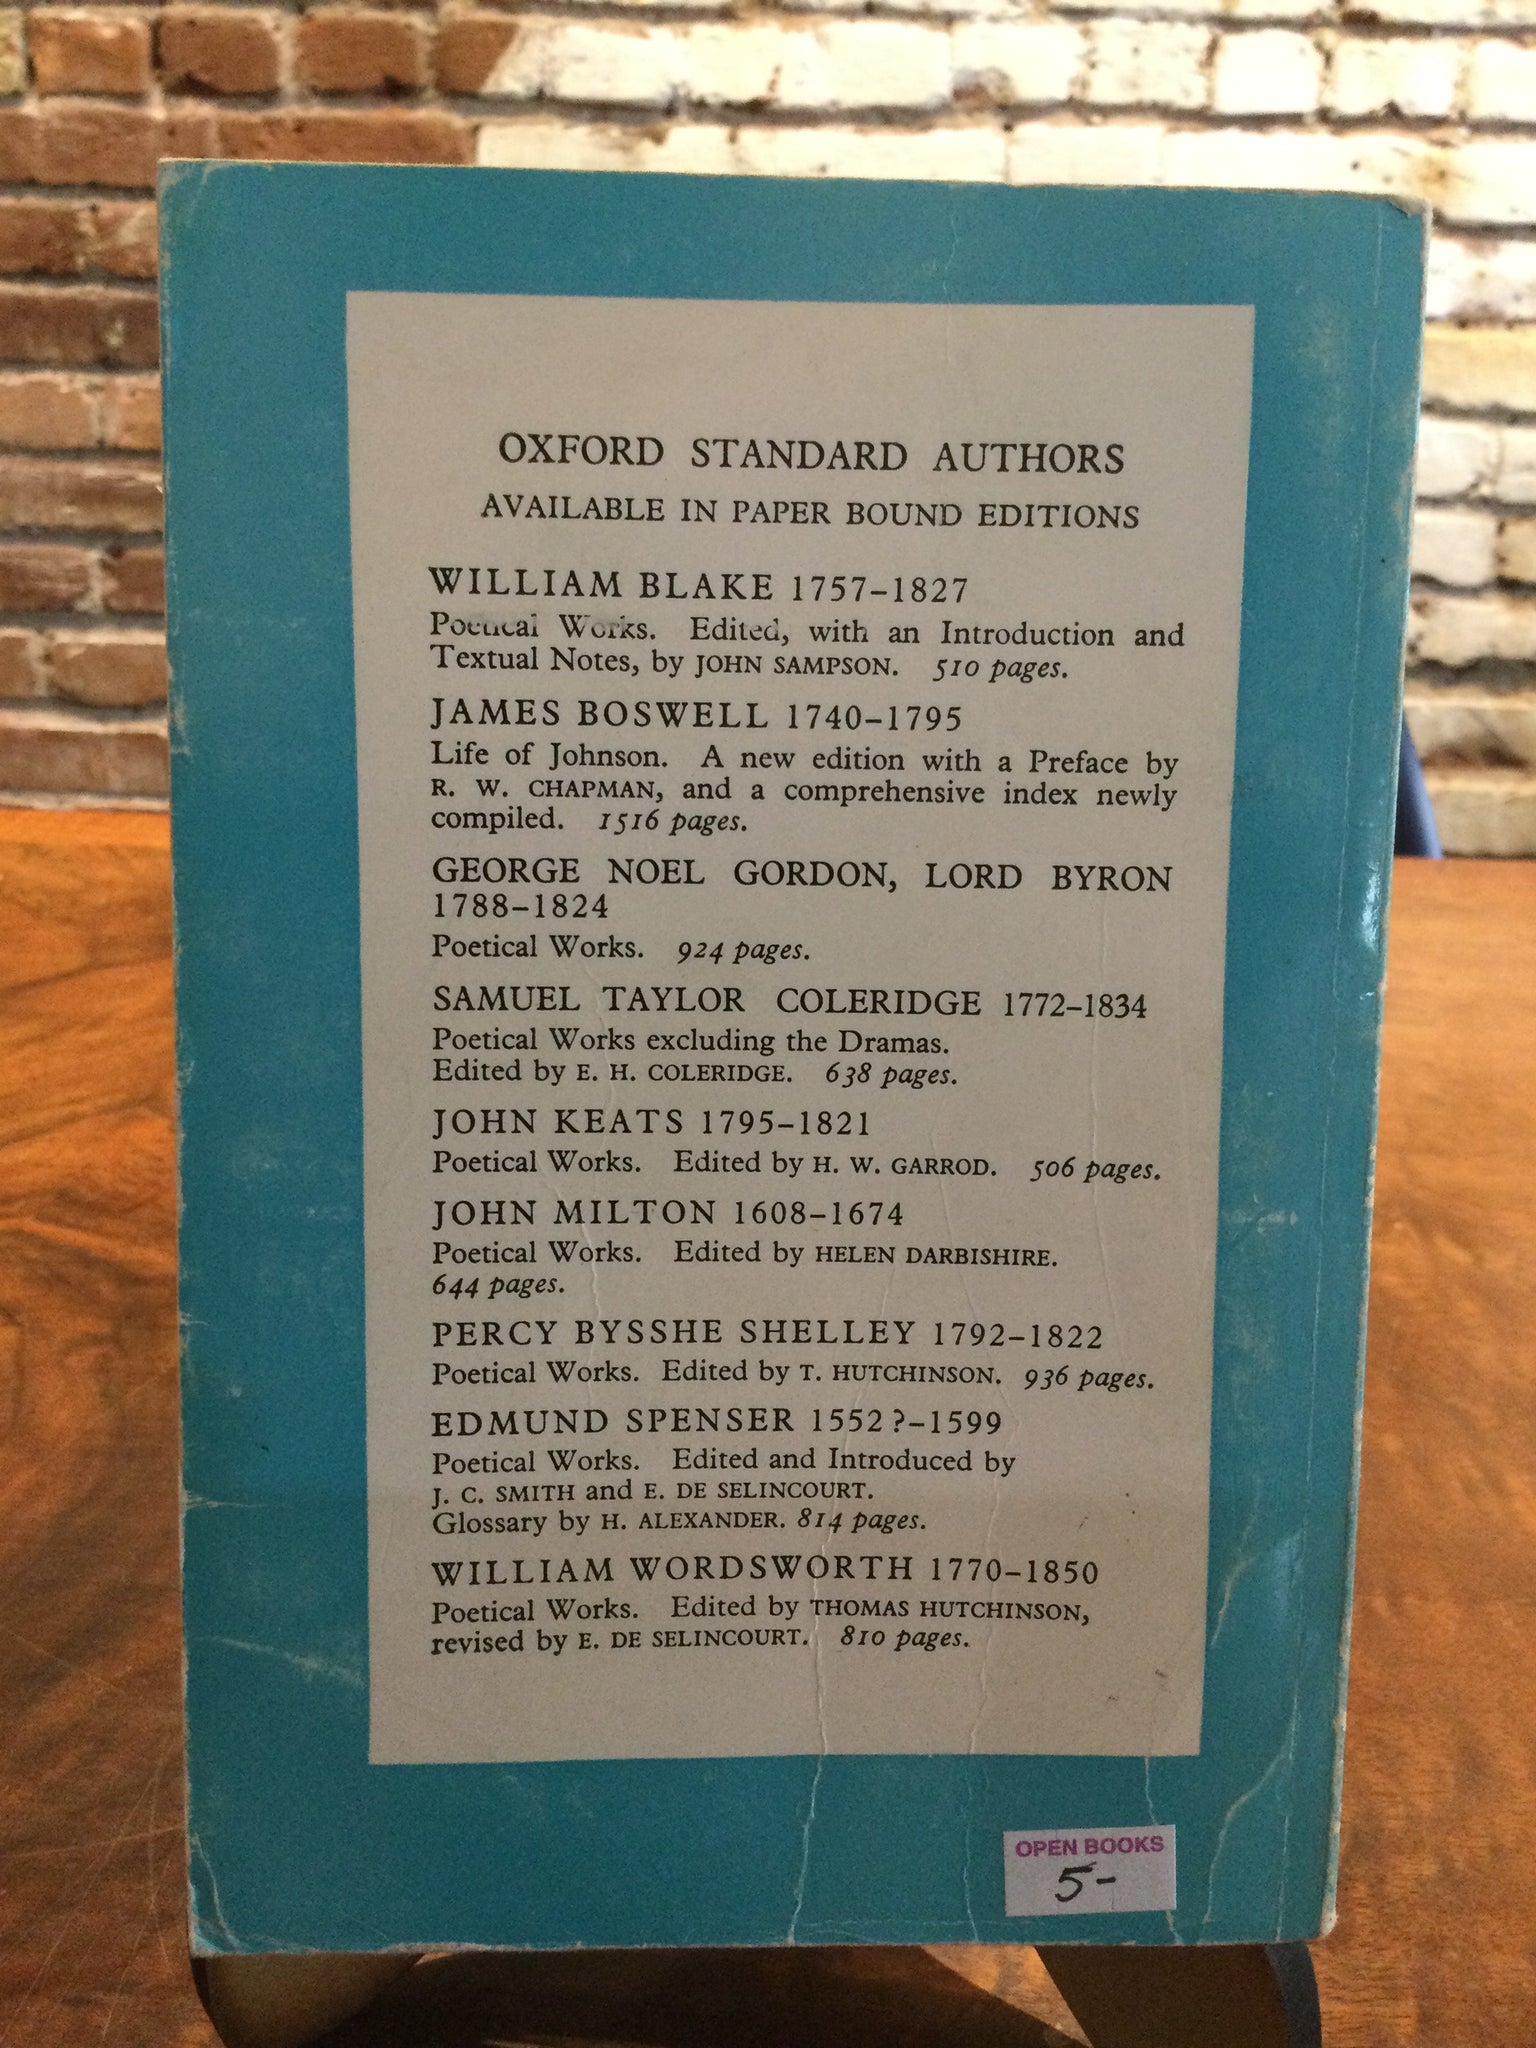 OXFORD STANDARD AUTHORS
AVAILABLE IN PAPER BOUND EDITIONS
WILLIAM BLAKE 1757–1827
Poetical Works. Edited, with an Introduction and
Textual Notes, by JOHN SAMPSON. 510 pages.
JAMES BOSWELL 1740–1795
Life of Johnson. A new edition with a Preface by
R. W. CHAPMAN, and a comprehensive index newly
compiled. 1516 pages.
GEORGE NOEL GORDON, LORD BYRON
1788–1824
Poetical Works. 924 pages.
SAMUEL TAYLOR COLERIDGE 1772–1834
Poetical Works excluding the Dramas.
Edited by E. H. COLERIDGE. 638 pages.
JOHN KEATS 1795–1821
Poetical Works. Edited by H. W. GARROD. 506 pages.
JOHN MILTON 1608–1674
Poetical Works. Edited by HELEN DARBISHIRE.
644 pages.
PERCY BYSSHE SHELLEY 1792–1822
Poetical Works. Edited by T. HUTCHINSON. 936 pages.
EDMUND SPENSER 1552?–1599
Poetical Works. Edited and Introduced by
J. C. SMITH and E. DE SELINCOURT.
Glossary by H. ALEXANDER. 814 pages.
WILLIAM WORDSWORTH 1770–1850
Poetical Works. Edited by THOMAS HUTCHINSON,
revised by E. DE SELINCOURT. 810 pages.
OPEN BOOKS
5-